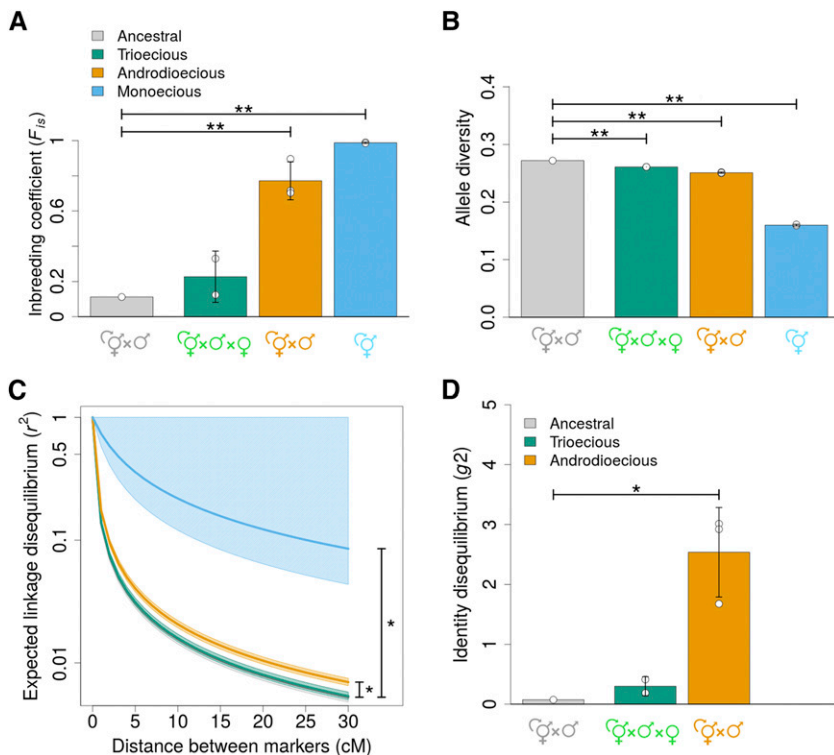 A
Ancestral
Trioecious
Androdioecious
Monoecious
**
**
Inbreeding coefficient (Fis)
1
0.6
0.2
0
⚥×♂
⚥×♂×♀
⚥×♂
⚥
B
**
**
**
Allele diversity
0.4
0.3
0.2
0.1
0.0
⚥×♂
⚥×♂×♀
⚥×♂
⚥
C
Expected linkage disequilibrium (r²)
1
0.5
0.1
0.01
*
*
0 5 10 15 20 25 30
Distance between markers (cM)
D
Ancestral
Trioecious
Androdioecious
*
Identity disequilibrium (g2)
5
4
3
2
1
0
⚥×♂
⚥×♂×♀
⚥×♂